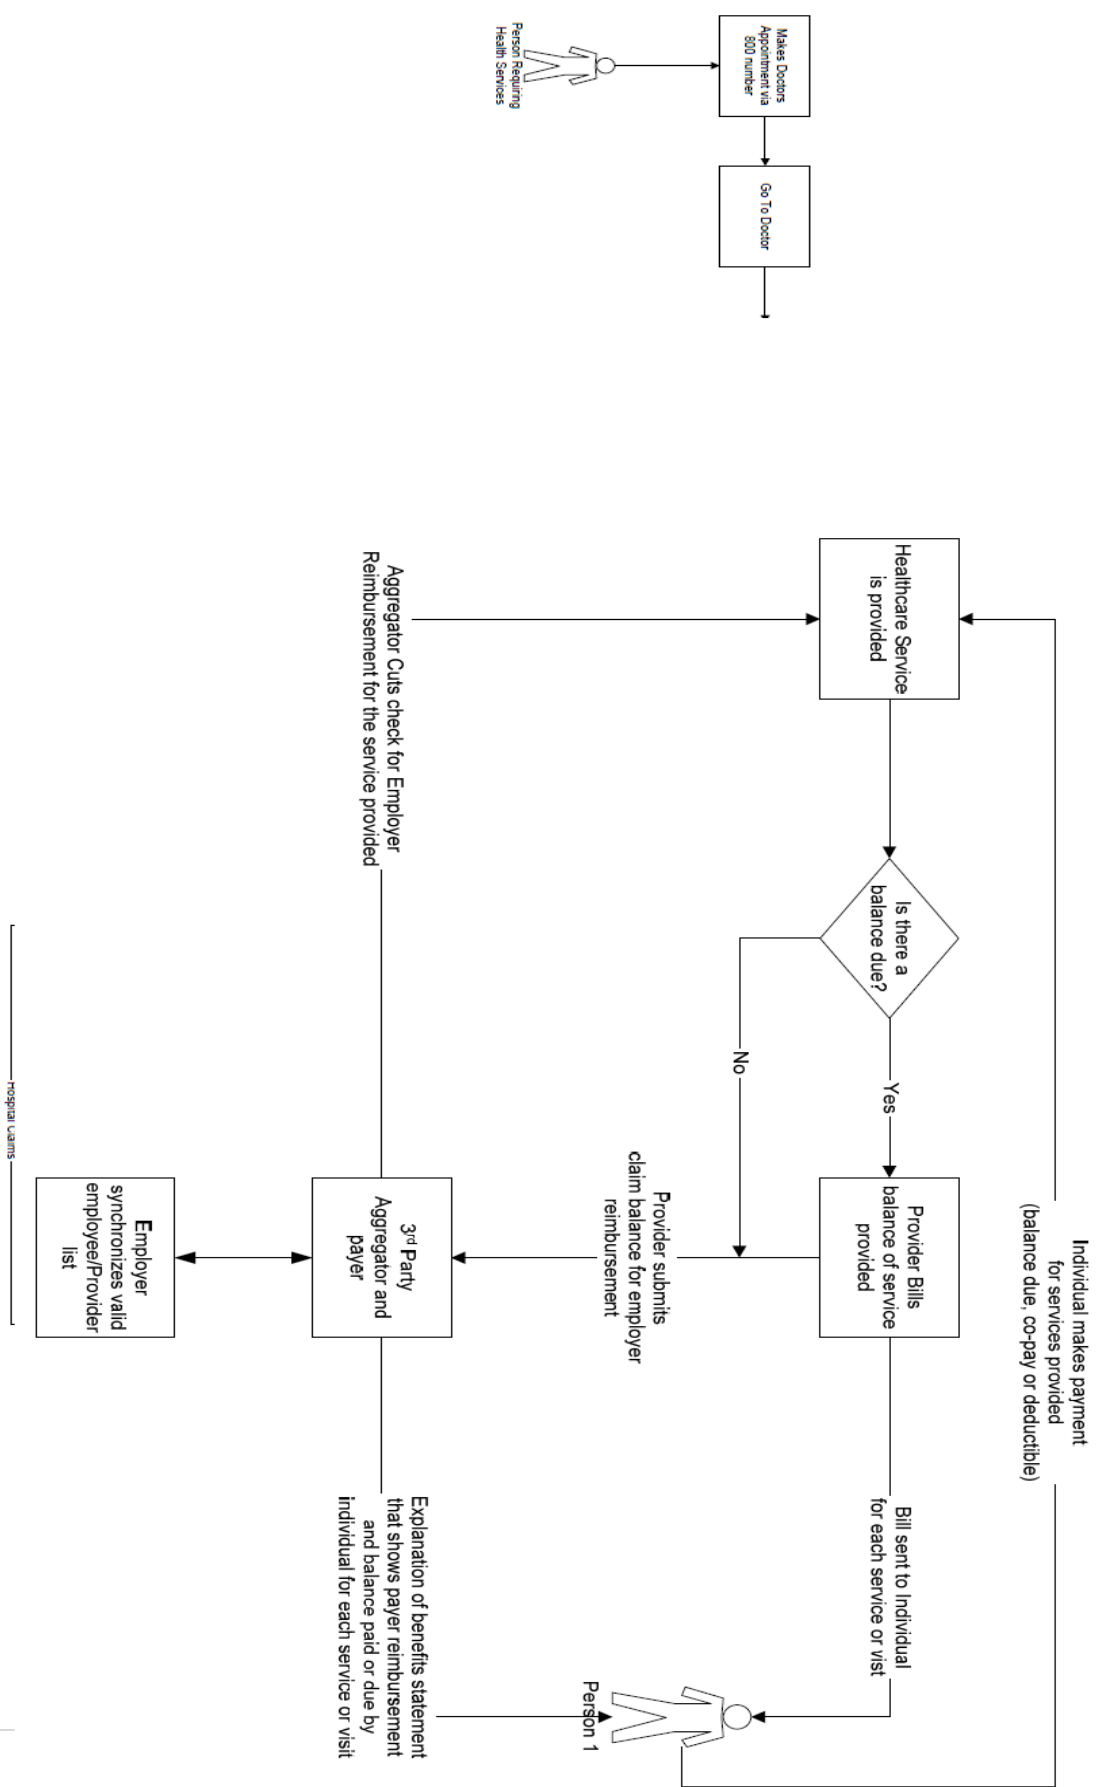 Person Requiring
Health Services
Makes Doctors
Appointment via
800 number
Go To Doctor
Individual makes payment
for services provided
(balance due, co-pay or deductible)
Healthcare Service
is provided
Is there a
balance due?
Yes
No
Provider Bills
balance of service
provided
Bill sent to Individual
for each service or vist
Provider submits
claim balance for employer
reimbursement
Person 1
Aggregator Cuts check for Employer
Reimbursement for the service provided
3rd Party
Aggregator and
payer
Explanation of benefits statement
that shows payer reimbursement
and balance paid or due by
individual for each service or visit
Employer
synchronizes valid
employee/Provider
list
Hospital Claims